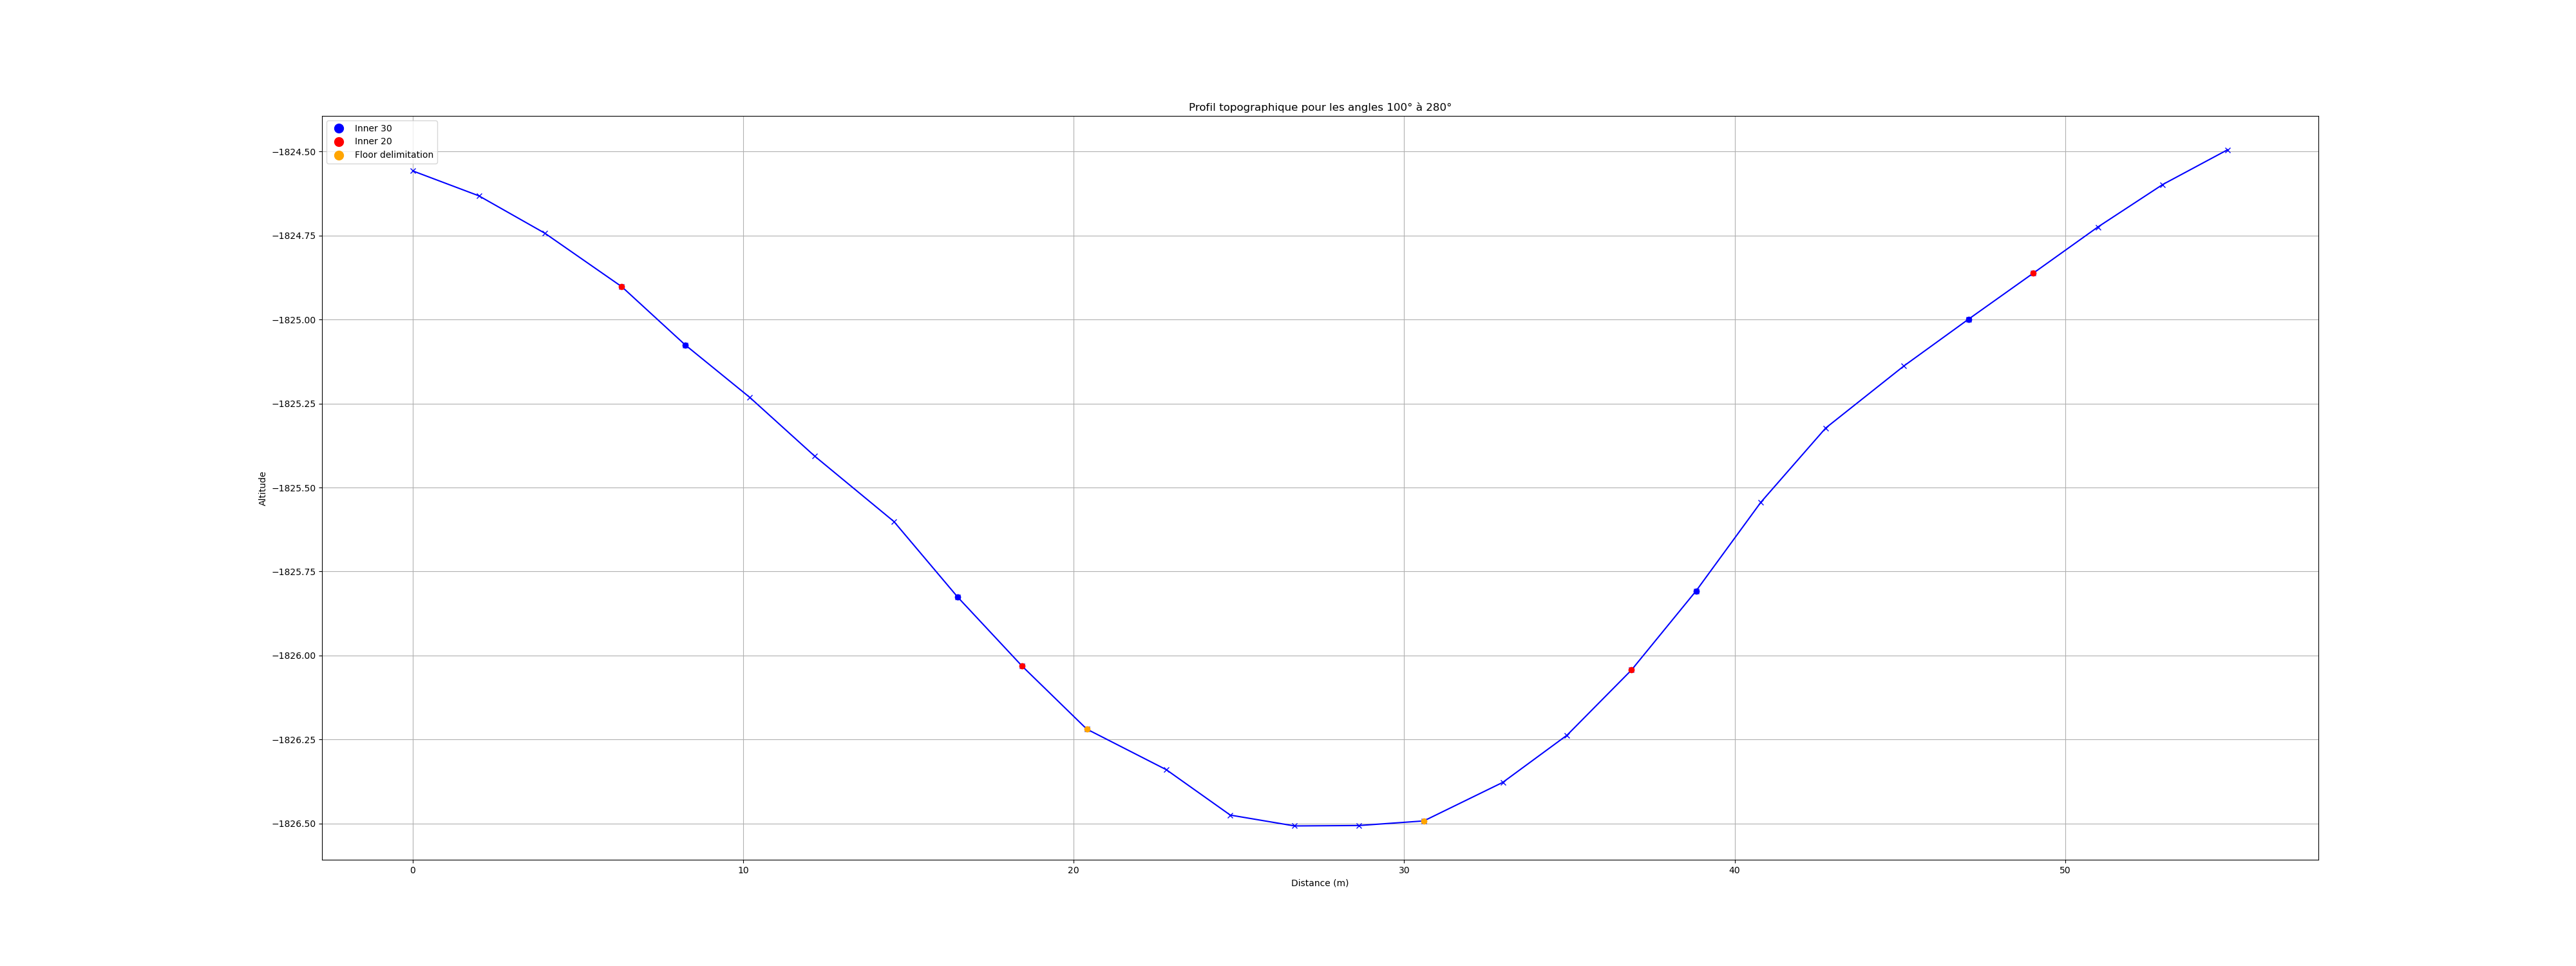 Profil topographique pour les angles 100° à 280°
Inner 30
Inner 20
Floor delimitation
−1824.50
−1824.75
−1825.00
−1825.25
−1825.50
−1825.75
−1826.00
−1826.25
−1826.50
Altitude
0 10 20 30 40 50
Distance (m)